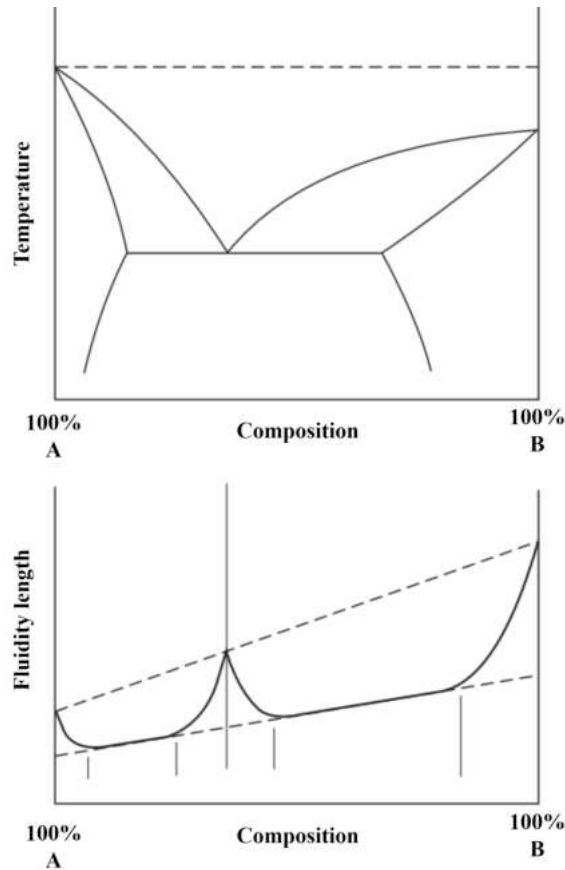 Temperature
100%
A
Composition
100%
B
Fluidity length
100%
A
Composition
100%
B